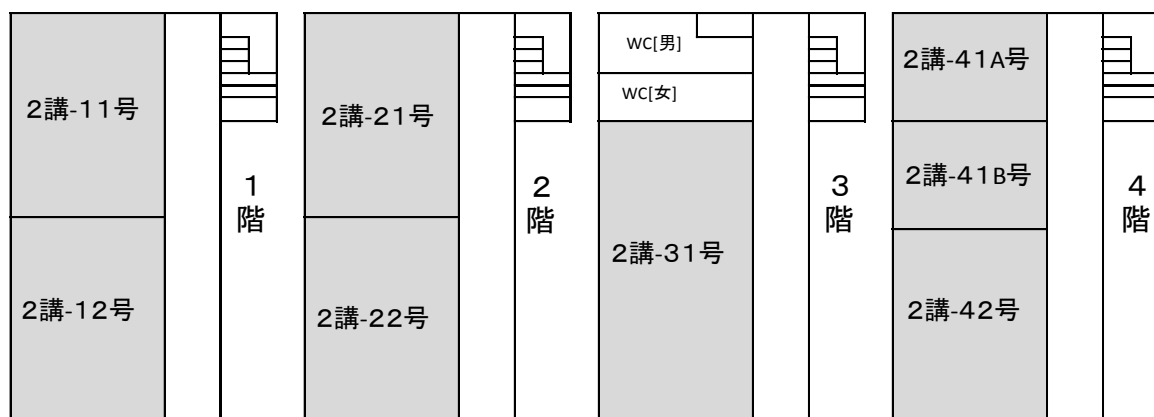 2講-11号
2講-12号
1
階
2講-21号
2講-22号
2
階
WC[男]
WC[女]
2講-31号
3
階
2講-41A号
2講-41B号
2講-42号
4
階